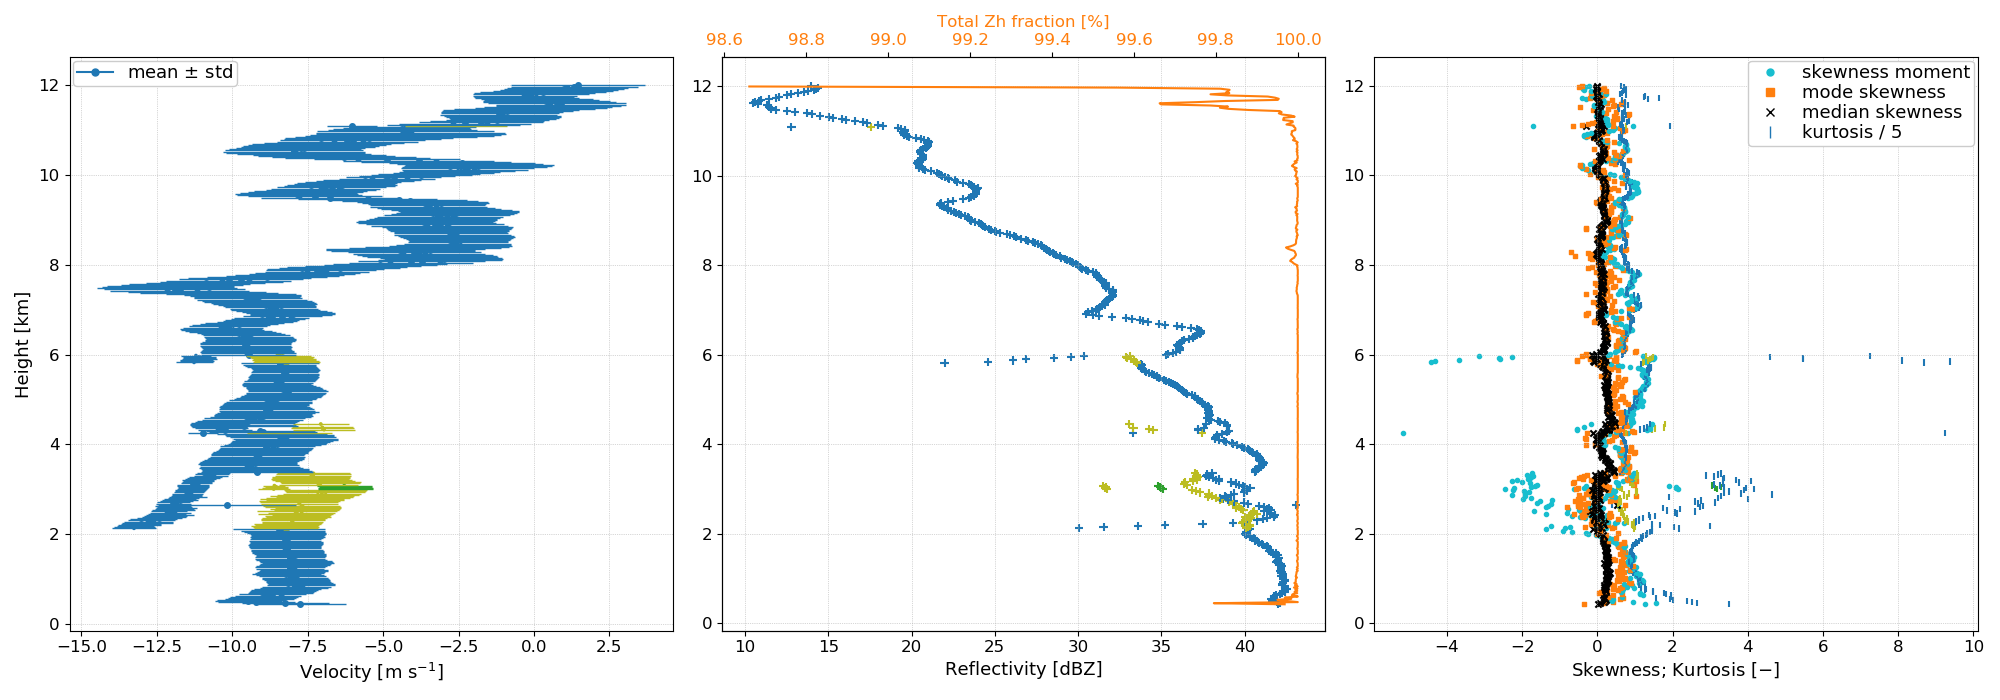 Total Zh fraction [%]
98.6 98.8 99.0 99.2 99.4 99.6 99.8 100.0
mean ± std
skewness moment
mode skewness
median skewness
kurtosis / 5
12 12 12
10 10 10
8 8 8
6 6 6
4 4 4
2 2 2
0 0 0
Height [km]
−15.0 −12.5 −10.0 −7.5 −5.0 −2.5 0.0 2.5
10 15 20 25 30 35 40
−4 −2 0 2 4 6 8 10
Velocity [m s⁻¹]
Reflectivity [dBZ]
Skewness; Kurtosis [−]